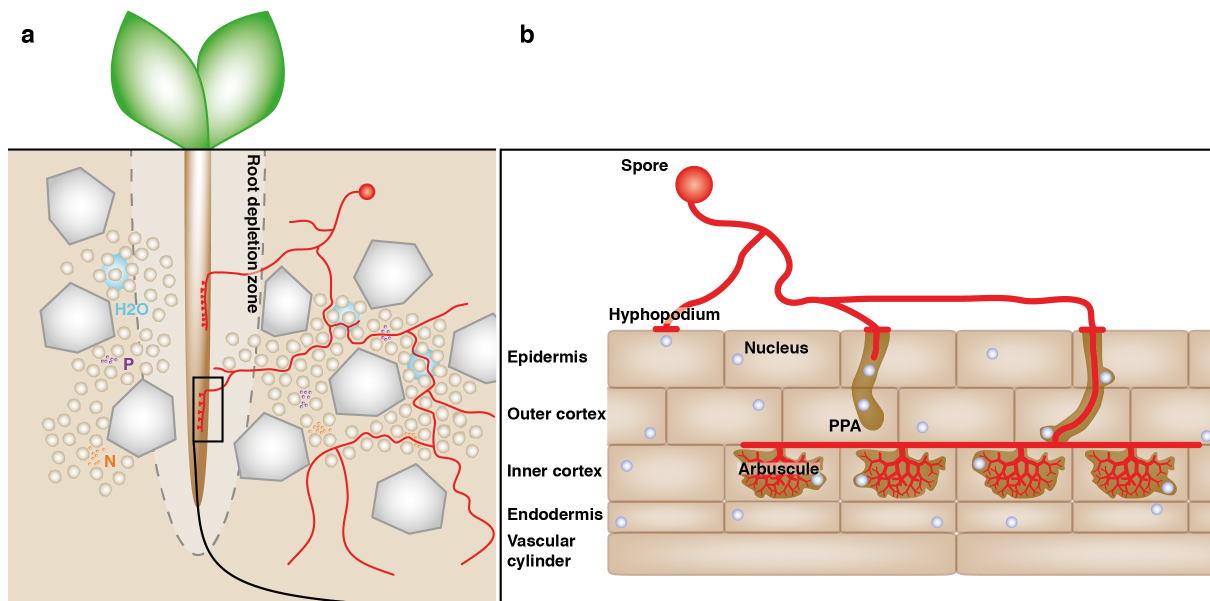 a
Root depletion zone
H2O
P
N
b
Spore
Hyphopodium
Epidermis
Nucleus
Outer cortex
PPA
Inner cortex
Arbuscule
Endodermis
Vascular
cylinder